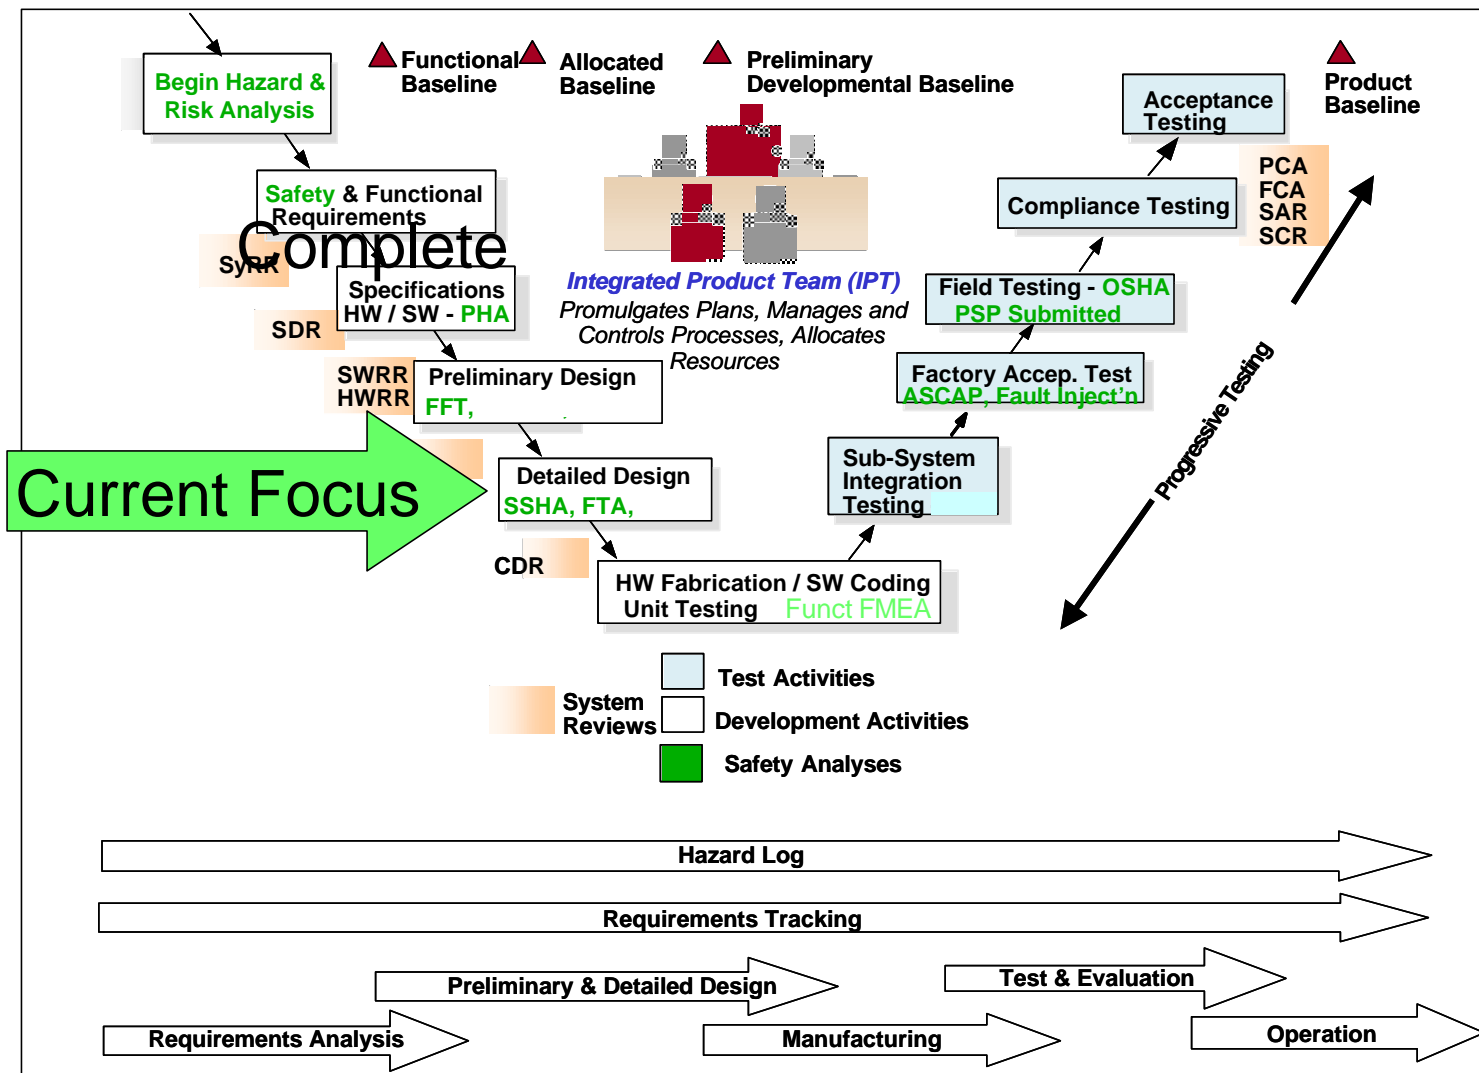 Begin Hazard &
Risk Analysis
Functional
Baseline
Allocated
Baseline
Preliminary
Developmental Baseline
Product
Baseline
Acceptance
Testing
Safety & Functional
Requirements
Complete
SyRR
Compliance Testing
PCA
FCA
SAR
SCR
Specifications
HW / SW - PHA
SDR
Integrated Product Team (IPT)
Promulgates Plans, Manages and
Controls Processes, Allocates
Resources
Field Testing - OSHA
PSP Submitted
SWRR
HWRR
Preliminary Design
FFT,
Factory Accep. Test
ASCAP, Fault Inject'n
Progressive Testing
Current Focus
Detailed Design
SSHA, FTA,
Sub-System
Integration
Testing
CDR
HW Fabrication / SW Coding
Unit Testing Funct FMEA
System
Reviews
Test Activities
Development Activities
Safety Analyses
Hazard Log
Requirements Tracking
Preliminary & Detailed Design
Test & Evaluation
Requirements Analysis
Manufacturing
Operation